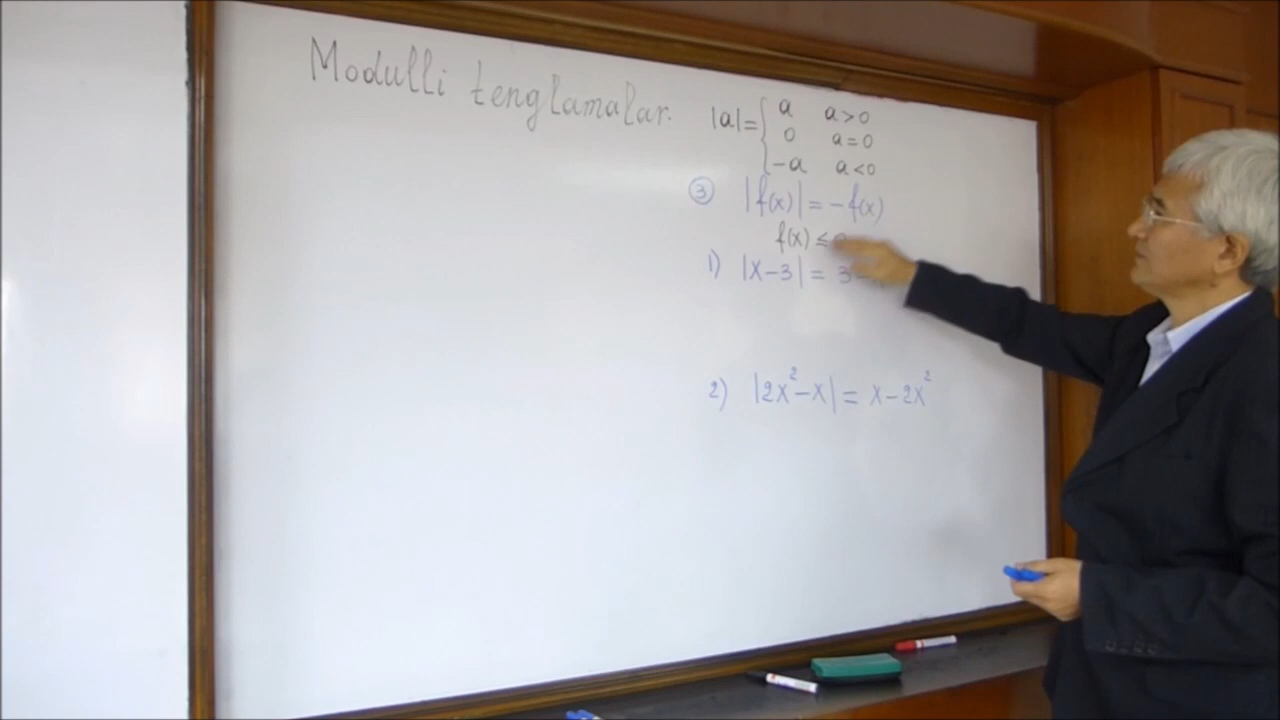 Modulli tenglamalar.
|a|= { a a>0
0 a=0
-a a<0
③ |f(x)| = -f(x)
f(x) ≤
1) |x-3| = 3-
2) |2x²-x| = x-2x²